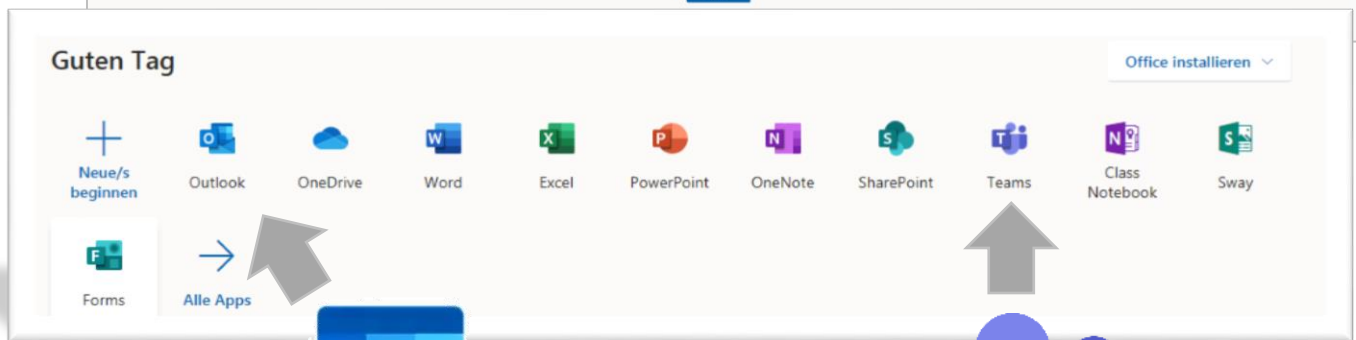 Guten Tag
Office installieren
Neue/s
beginnen
Outlook
OneDrive
Word
Excel
PowerPoint
OneNote
SharePoint
Teams
Class
Notebook
Sway
Forms
Alle Apps